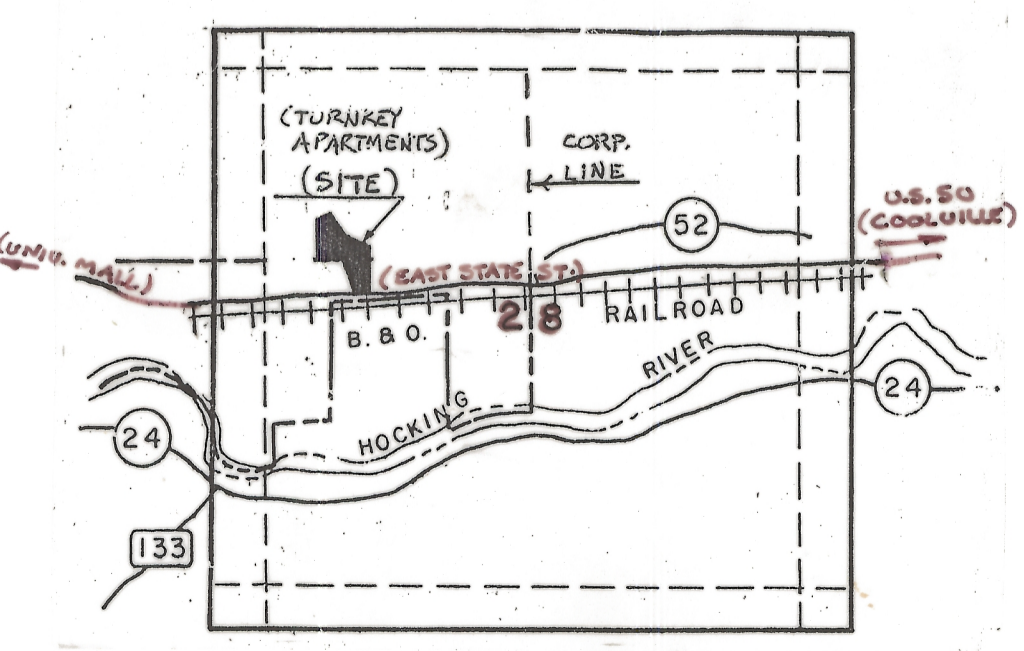 (TURNKEY
APARTMENTS)
(SITE)
CORP.
LINE
52
U.S. 50
(COOLVILLE)
(UNIV. MALL)
(EAST STATE ST.)
28
RAILROAD
B. & O.
HOCKING RIVER
24
24
133